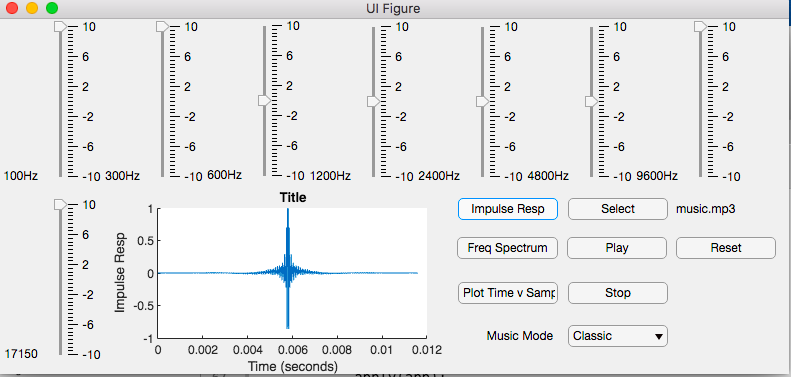 UI Figure
10 10 10 10 10 10 10
6 6 6 6 6 6 6
2 2 2 2 2 2 2
-2 -2 -2 -2 -2 -2 -2
-6 -6 -6 -6 -6 -6 -6
100Hz -10 300Hz -10 600Hz -10 1200Hz -10 2400Hz -10 4800Hz -10 9600Hz -10
10
6
2
-2
-6
17150 -10
Title
Impulse Resp
1
0.5
0
-0.5
-1
0 0.002 0.004 0.006 0.008 0.01 0.012
Time (seconds)
Impulse Resp Select music.mp3
Freq Spectrum Play Reset
Plot Time v Samp Stop
Music Mode Classic